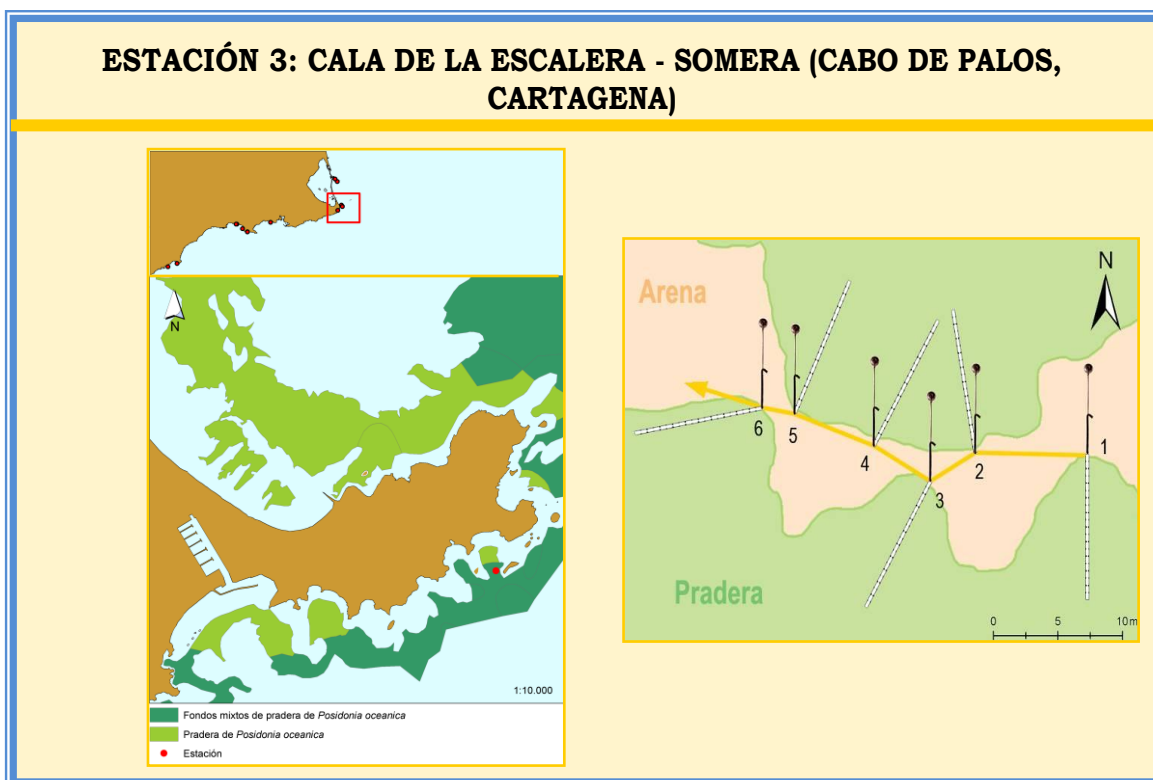 ESTACIÓN 3: CALA DE LA ESCALERA - SOMERA (CABO DE PALOS,
CARTAGENA)
N
1:10.000
Fondos mixtos de pradera de Posidonia oceanica
Pradera de Posidonia oceanica
Estación
Arena
N
6
5
4
3
2
1
Pradera
0 5 10m